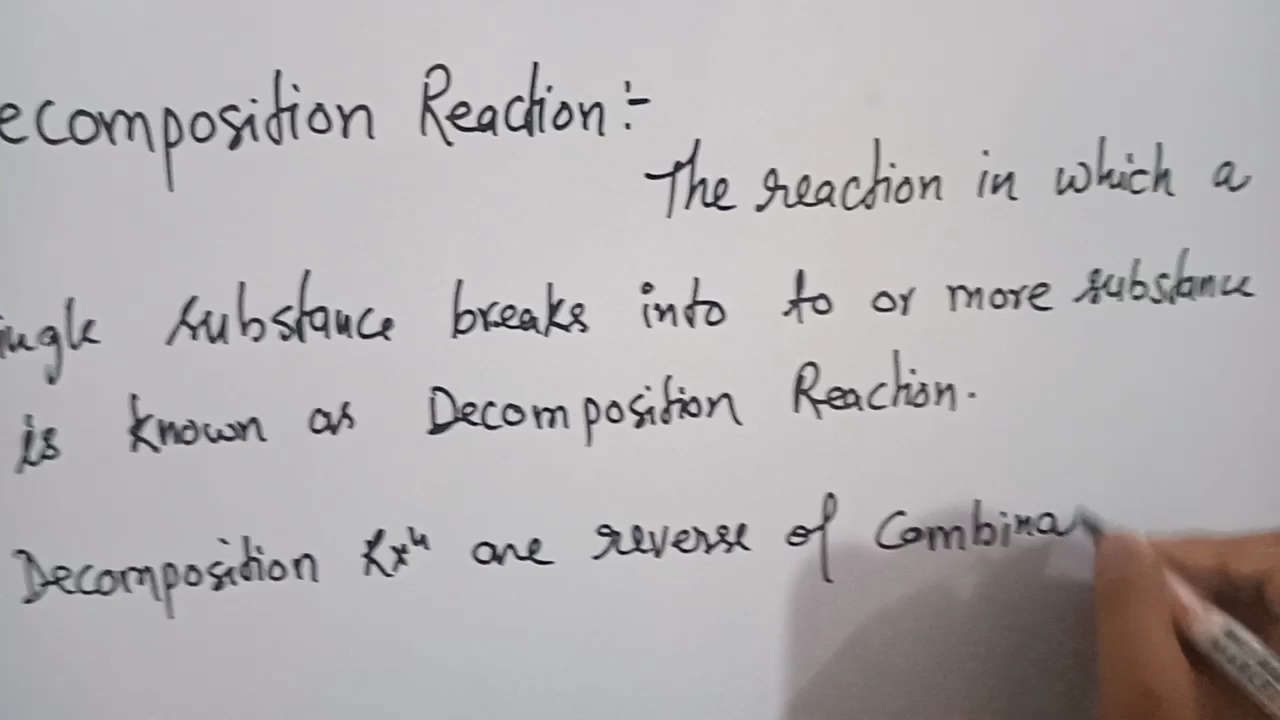 ecomposition Reaction:-
The reaction in which a
ingle substance breaks into to or more substance
is known as Decomposition Reaction.
Decomposition Rxn are reverse of Combina